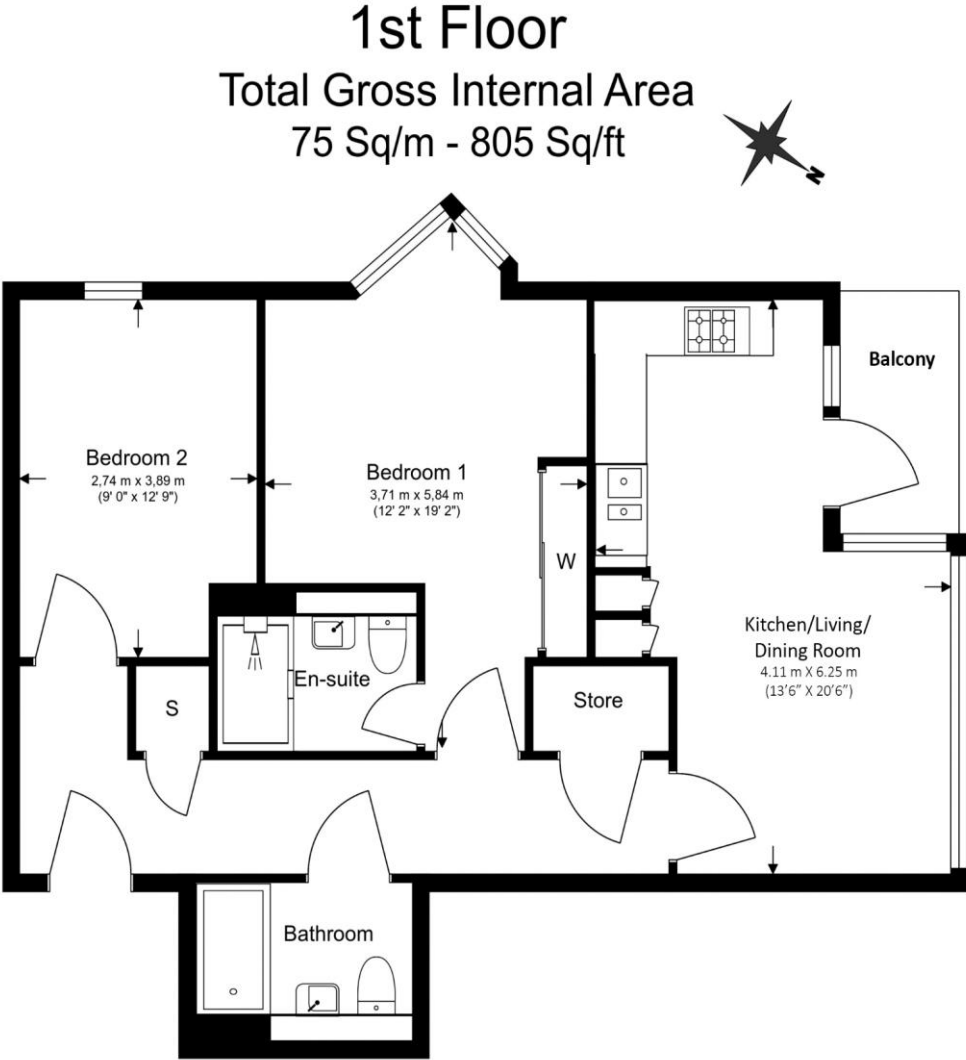 1st Floor
Total Gross Internal Area
75 Sq/m - 805 Sq/ft
N
Balcony
Bedroom 2
2,74 m x 3,89 m
(9' 0" x 12' 9")
Bedroom 1
3,71 m x 5,84 m
(12' 2" x 19' 2")
W
Kitchen/Living/
Dining Room
4.11 m X 6.25 m
(13’6” X 20’6”)
En-suite
S
Store
Bathroom